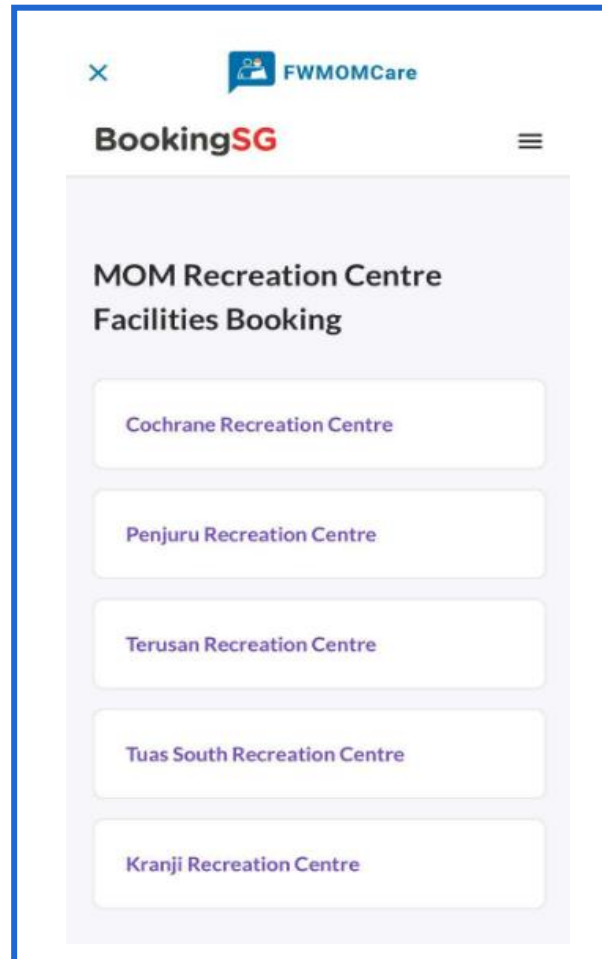 FWMOMCare
BookingSG
MOM Recreation Centre
Facilities Booking
Cochrane Recreation Centre
Penjuru Recreation Centre
Terusan Recreation Centre
Tuas South Recreation Centre
Kranji Recreation Centre